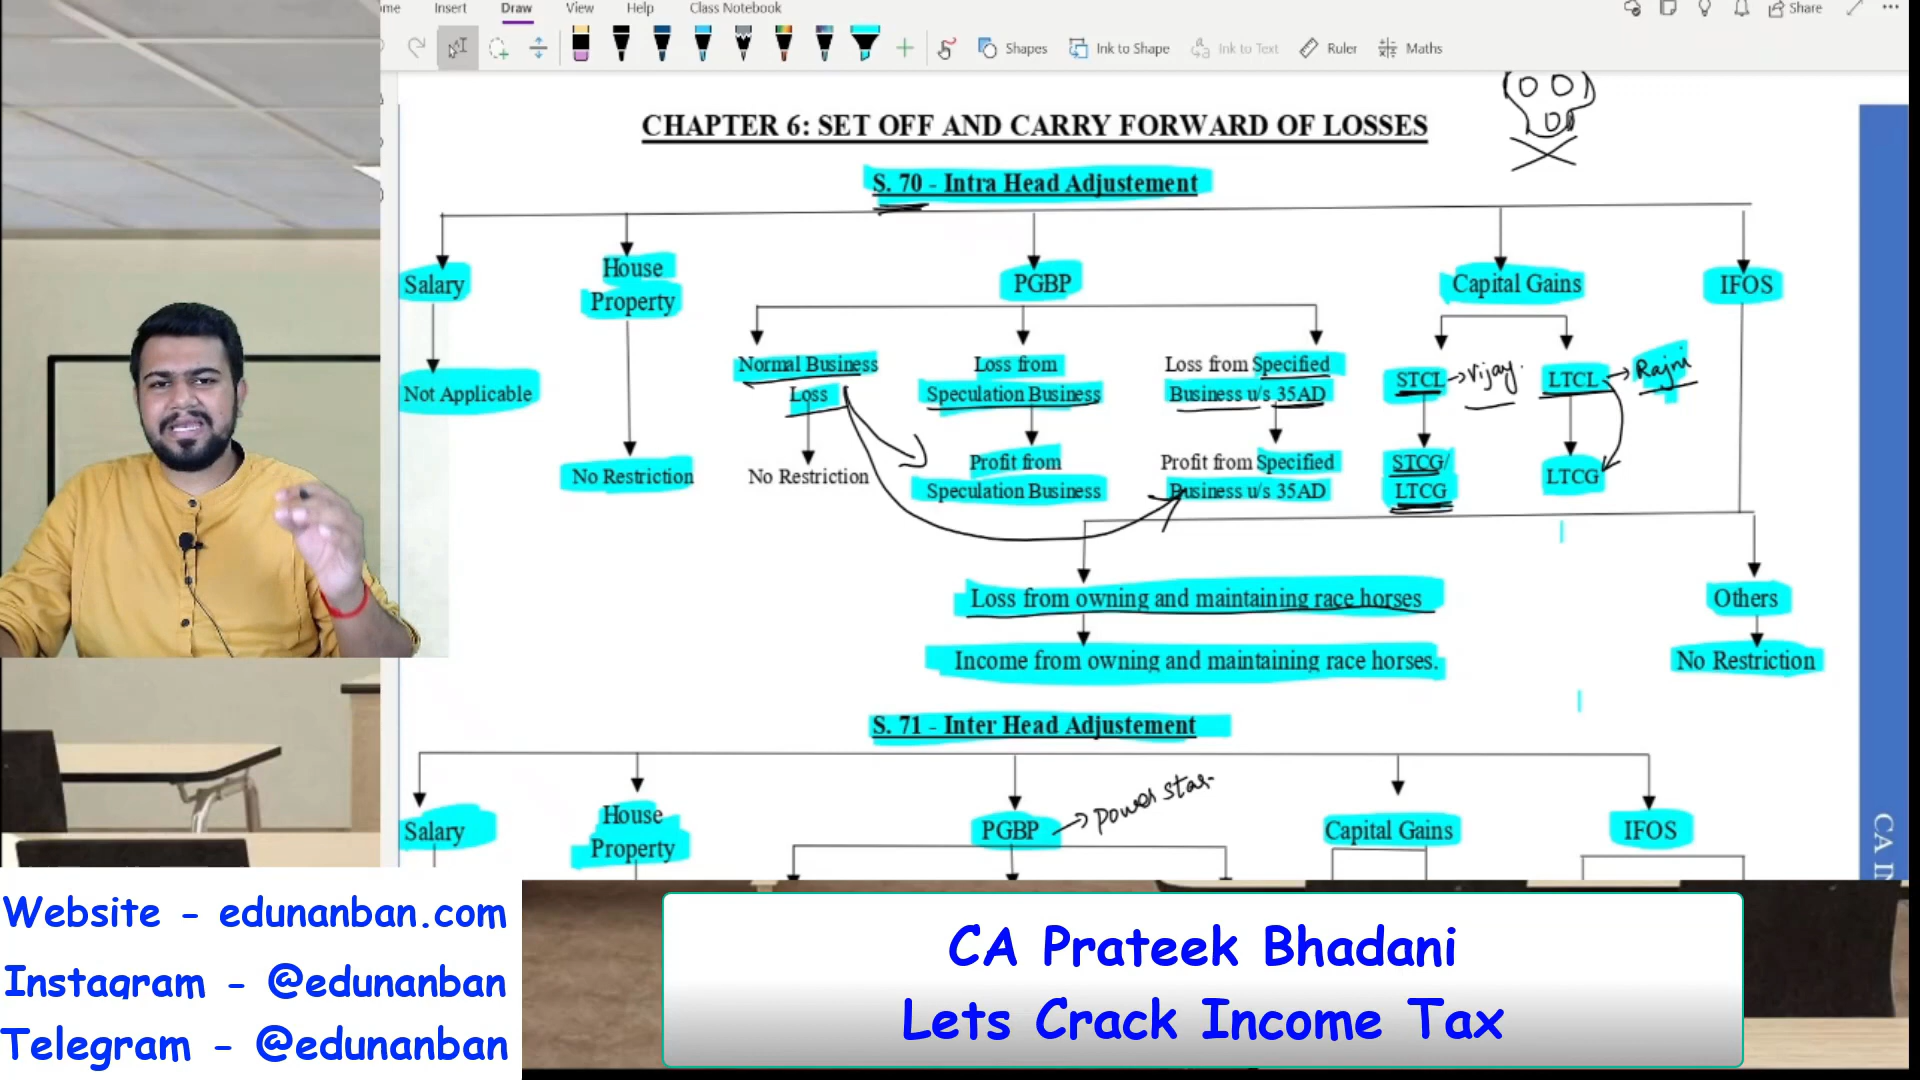 Insert Draw View Help Class Notebook Share
Shapes Ink to Shape Ink to Text Ruler Maths
CHAPTER 6: SET OFF AND CARRY FORWARD OF LOSSES
S. 70 - Intra Head Adjustement
Salary
House
Property
PGBP
Capital Gains
IFOS
Not Applicable
No Restriction
Normal Business
Loss
No Restriction
Loss from
Speculation Business
Profit from
Speculation Business
Loss from Specified
Business u/s 35AD
Profit from Specified
Business u/s 35AD
STCL → Vijay.
STCG/
LTCG
LTCL → Rajni
LTCG
Loss from owning and maintaining race horses
Income from owning and maintaining race horses.
Others
No Restriction
S. 71 - Inter Head Adjustement
Salary
House
Property
PGBP → Power star
Capital Gains
IFOS
Website - edunanban.com
Instagram - @edunanban
Telegram - @edunanban
CA Prateek Bhadani
Lets Crack Income Tax